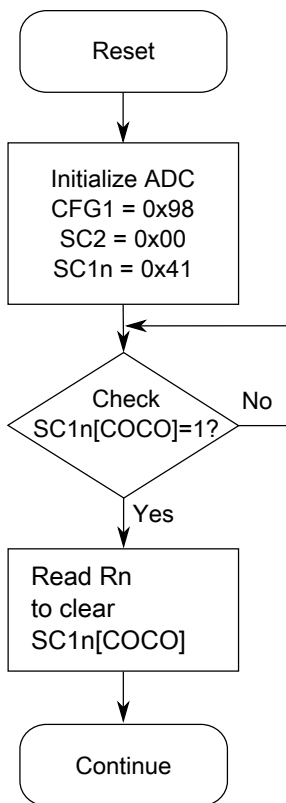 Reset
Initialize ADC
CFG1 = 0x98
SC2 = 0x00
SC1n = 0x41
Check
SC1n[COCO]=1?
No
Yes
Read Rn
to clear
SC1n[COCO]
Continue